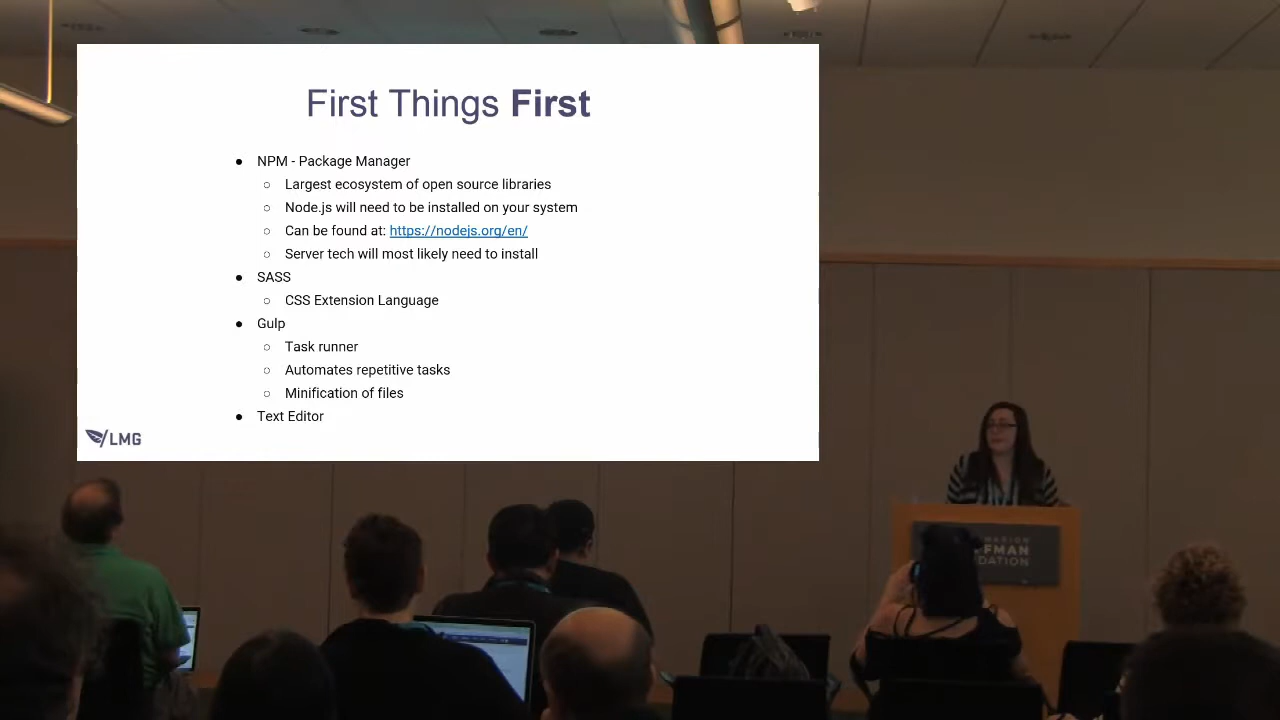 First Things First
● NPM - Package Manager
○ Largest ecosystem of open source libraries
○ Node.js will need to be installed on your system
○ Can be found at: https://nodejs.org/en/
○ Server tech will most likely need to install
● SASS
○ CSS Extension Language
● Gulp
○ Task runner
○ Automates repetitive tasks
○ Minification of files
● Text Editor
LMG